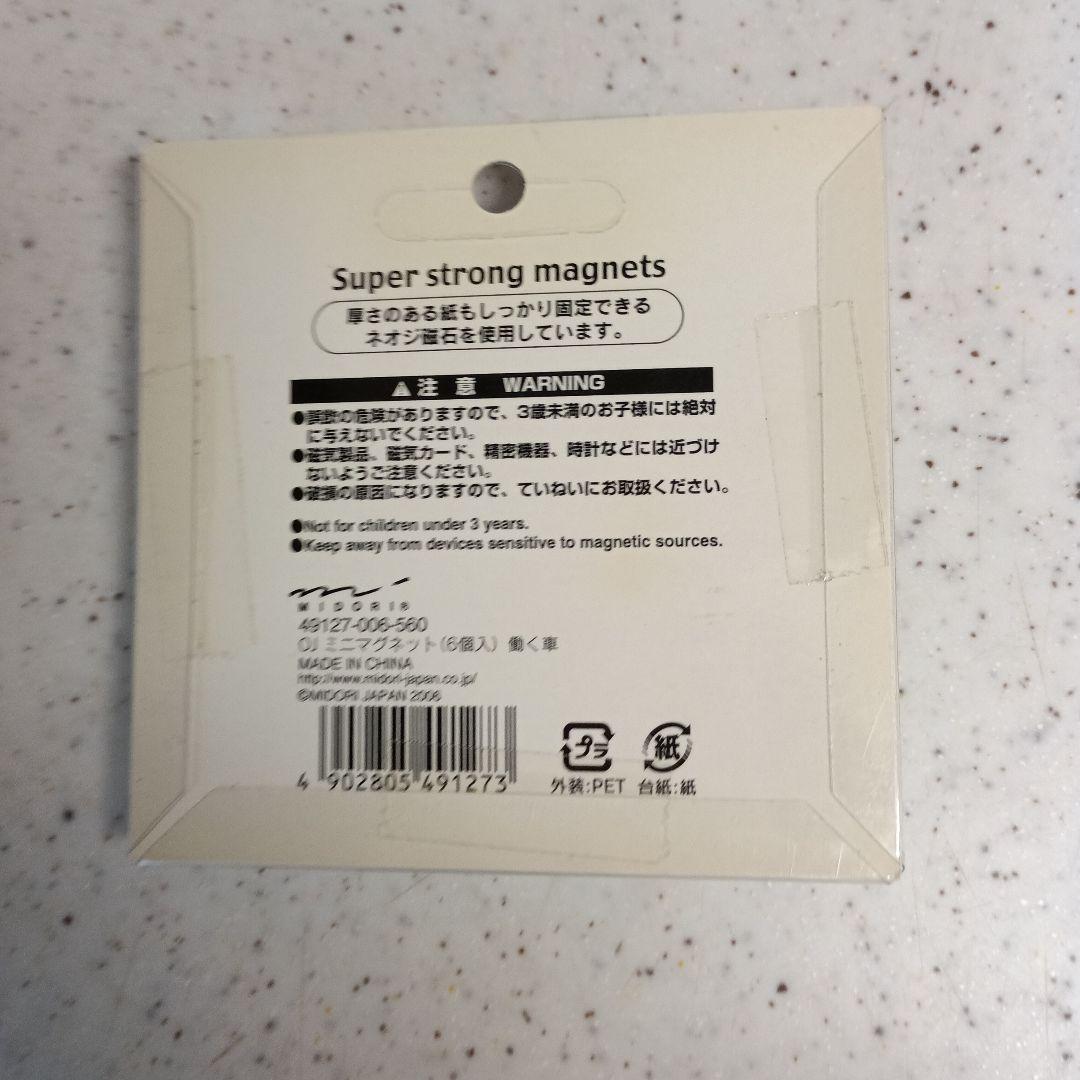 Super strong magnets
厚さのある紙もしっかり固定できる
ネオジ磁石を使用しています。
⚠注 意 WARNING
●誤飲の危険がありますので、3歳未満のお子様には絶対
に与えないでください。
●磁気製品、磁気カード、精密機器、時計などには近づけ
ないようご注意ください。
●破損の原因になりますので、ていねいにお取扱ください。
●Not for children under 3 years.
●Keep away from devices sensitive to magnetic sources.
MIDORI®
49127-006-560
OJ ミニマグネット(6個入) 働く車
MADE IN CHINA
http://www.midori-japan.co.jp/
©MIDORI JAPAN 2006
4 902805 491273
プラ
紙
外装:PET 台紙:紙